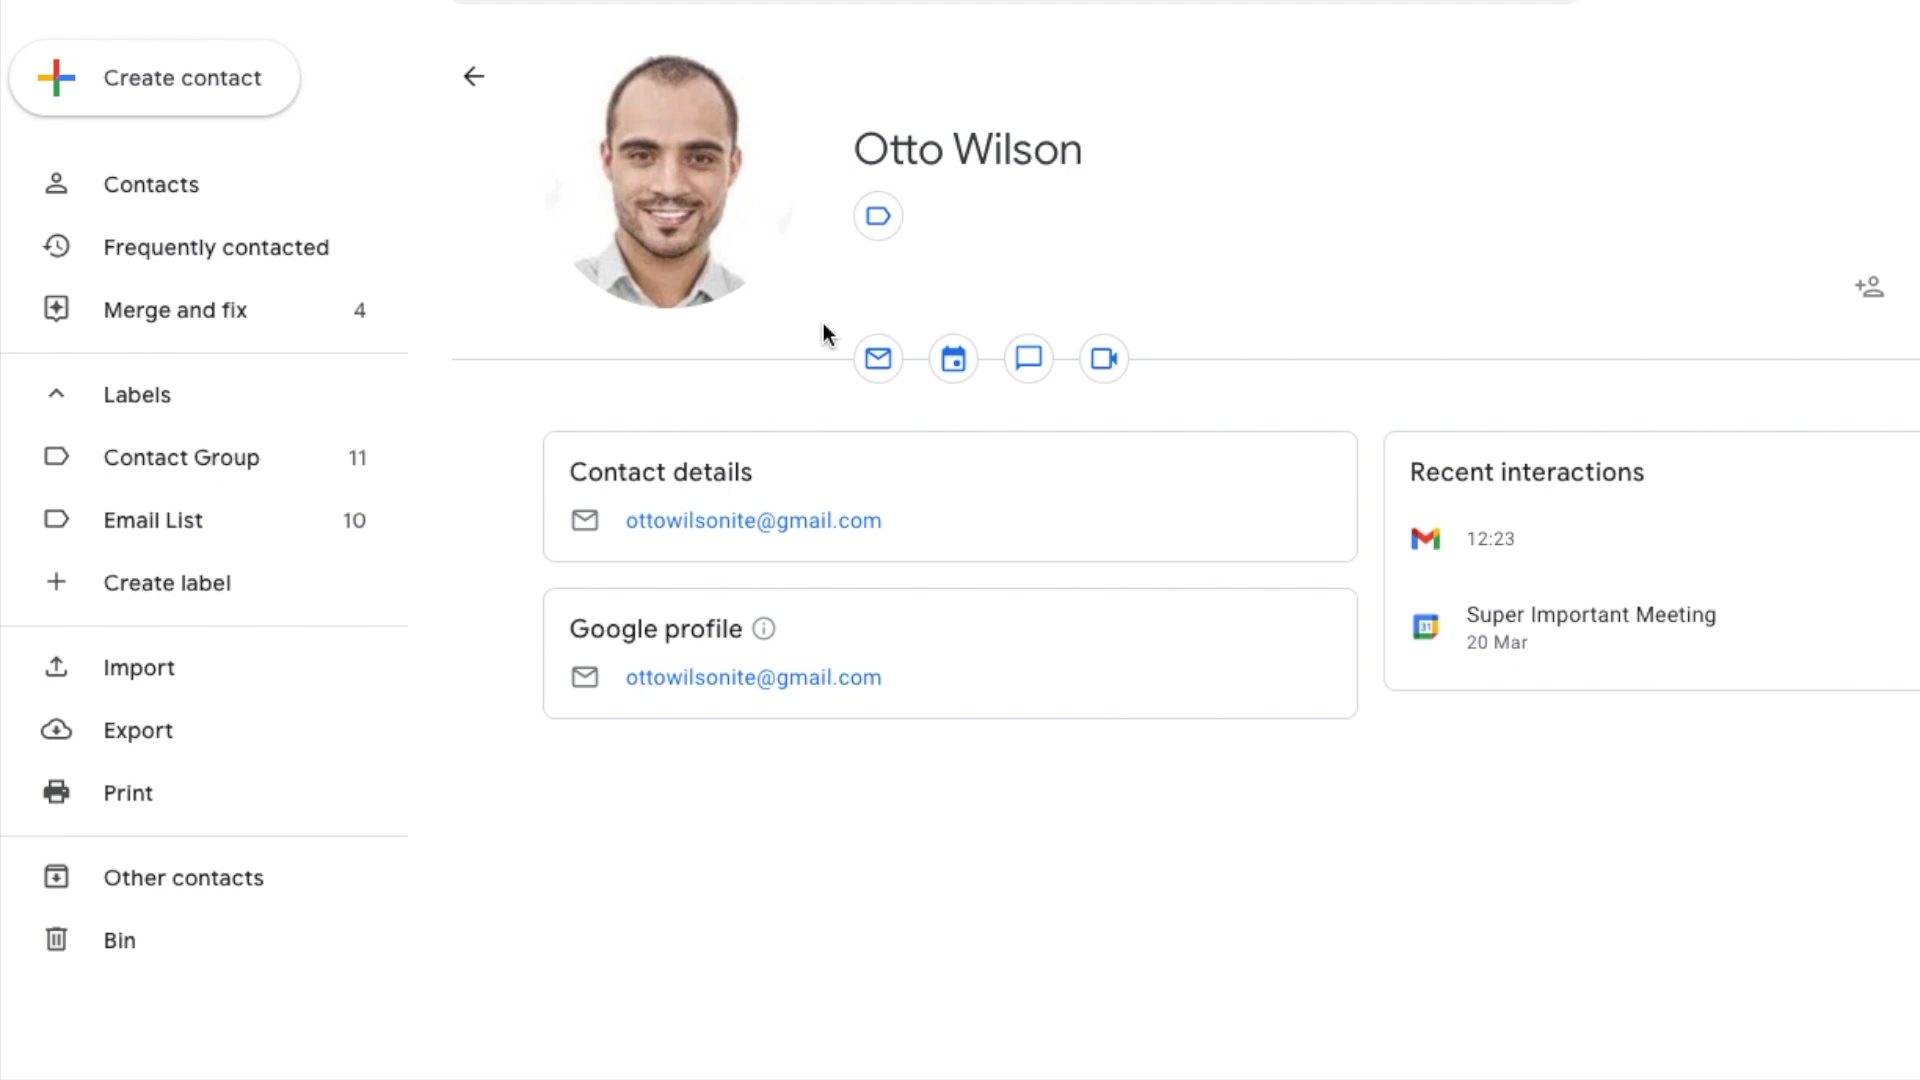 Create contact
Contacts
Frequently contacted
Merge and fix 4
Labels
Contact Group 11
Email List 10
Create label
Import
Export
Print
Other contacts
Bin
Otto Wilson
Contact details
ottowilsonite@gmail.com
Google profile
ottowilsonite@gmail.com
Recent interactions
12:23
31
Super Important Meeting
20 Mar